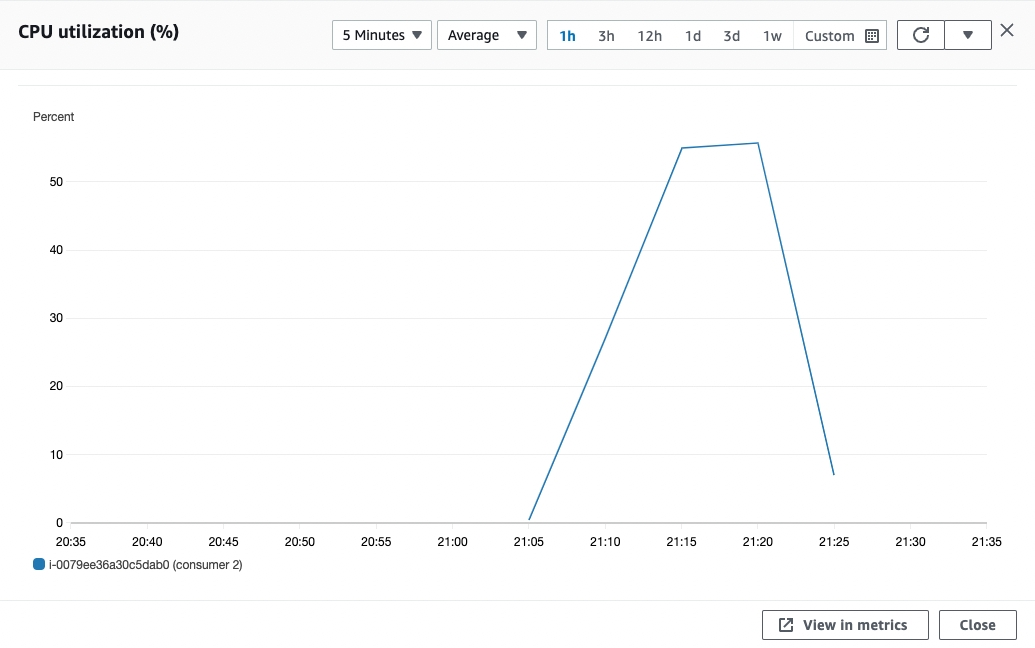 CPU utilization (%)
5 Minutes
Average
1h 3h 12h 1d 3d 1w Custom
Percent
50
40
30
20
10
0
20:35 20:40 20:45 20:50 20:55 21:00 21:05 21:10 21:15 21:20 21:25 21:30 21:35
i-0079ee36a30c5dab0 (consumer 2)
View in metrics
Close